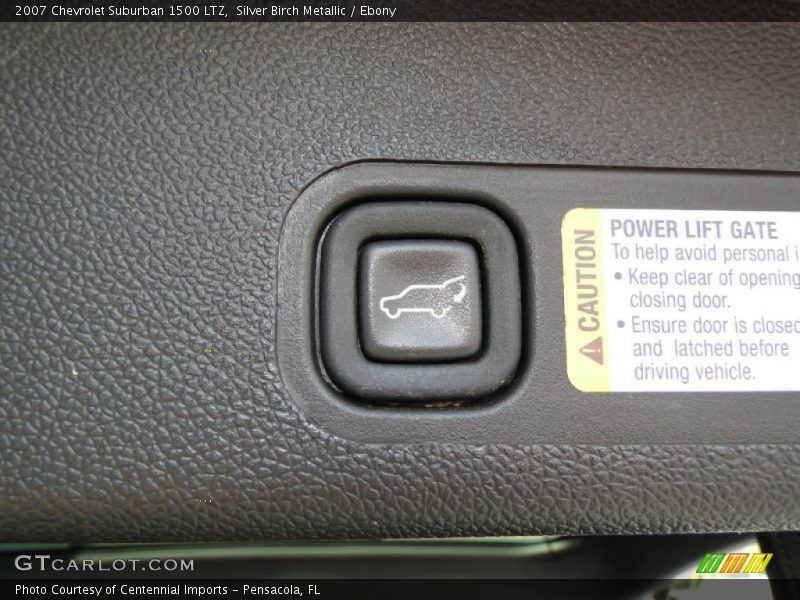 2007 Chevrolet Suburban 1500 LTZ,  Silver Birch Metallic / Ebony
CAUTION
POWER LIFT GATE
To help avoid personal
• Keep clear of opening
closing door.
• Ensure door is closed
and latched before
driving vehicle.
GTCARLOT.COM
Photo Courtesy of Centennial Imports – Pensacola, FL